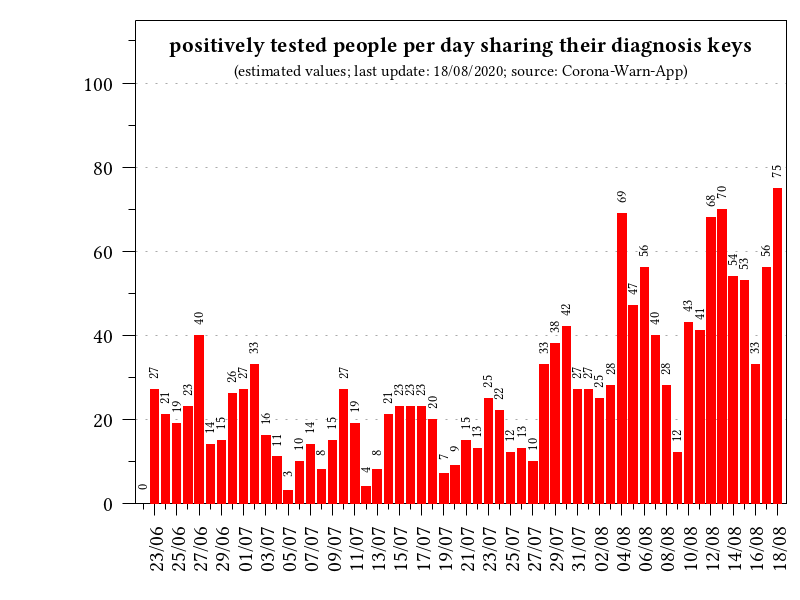 positively tested people per day sharing their diagnosis keys
(estimated values; last update: 18/08/2020; source: Corona-Warn-App)
100
80
60
40
20
0
0 27 21 19 23 40 14 15 26 27 33 16 11 3 10 14 8 15 27 19 4 8 21 23 23 23 20 7 9 15 13 25 22 12 13 10 33 38 42 27 27 25 28 69 47 56 40 28 12 43 41 68 70 54 53 33 56 75
23/06 25/06 27/06 29/06 01/07 03/07 05/07 07/07 09/07 11/07 13/07 15/07 17/07 19/07 21/07 23/07 25/07 27/07 29/07 31/07 02/08 04/08 06/08 08/08 10/08 12/08 14/08 16/08 18/08